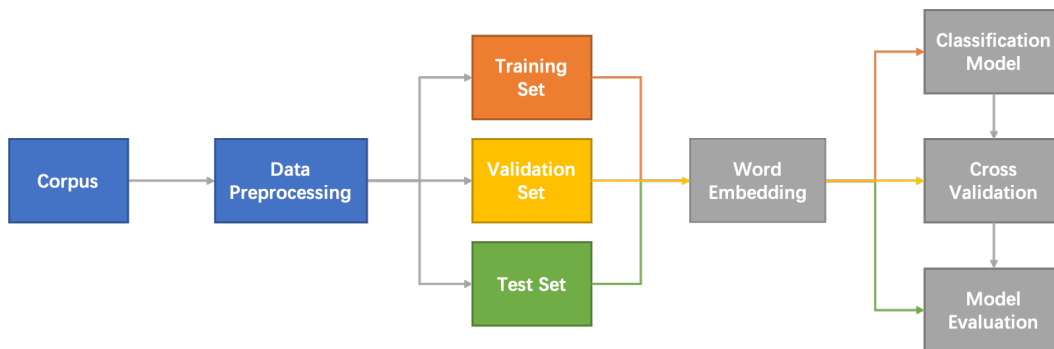 Corpus
Data
Preprocessing
Training
Set
Validation
Set
Test Set
Word
Embedding
Classification
Model
Cross
Validation
Model
Evaluation